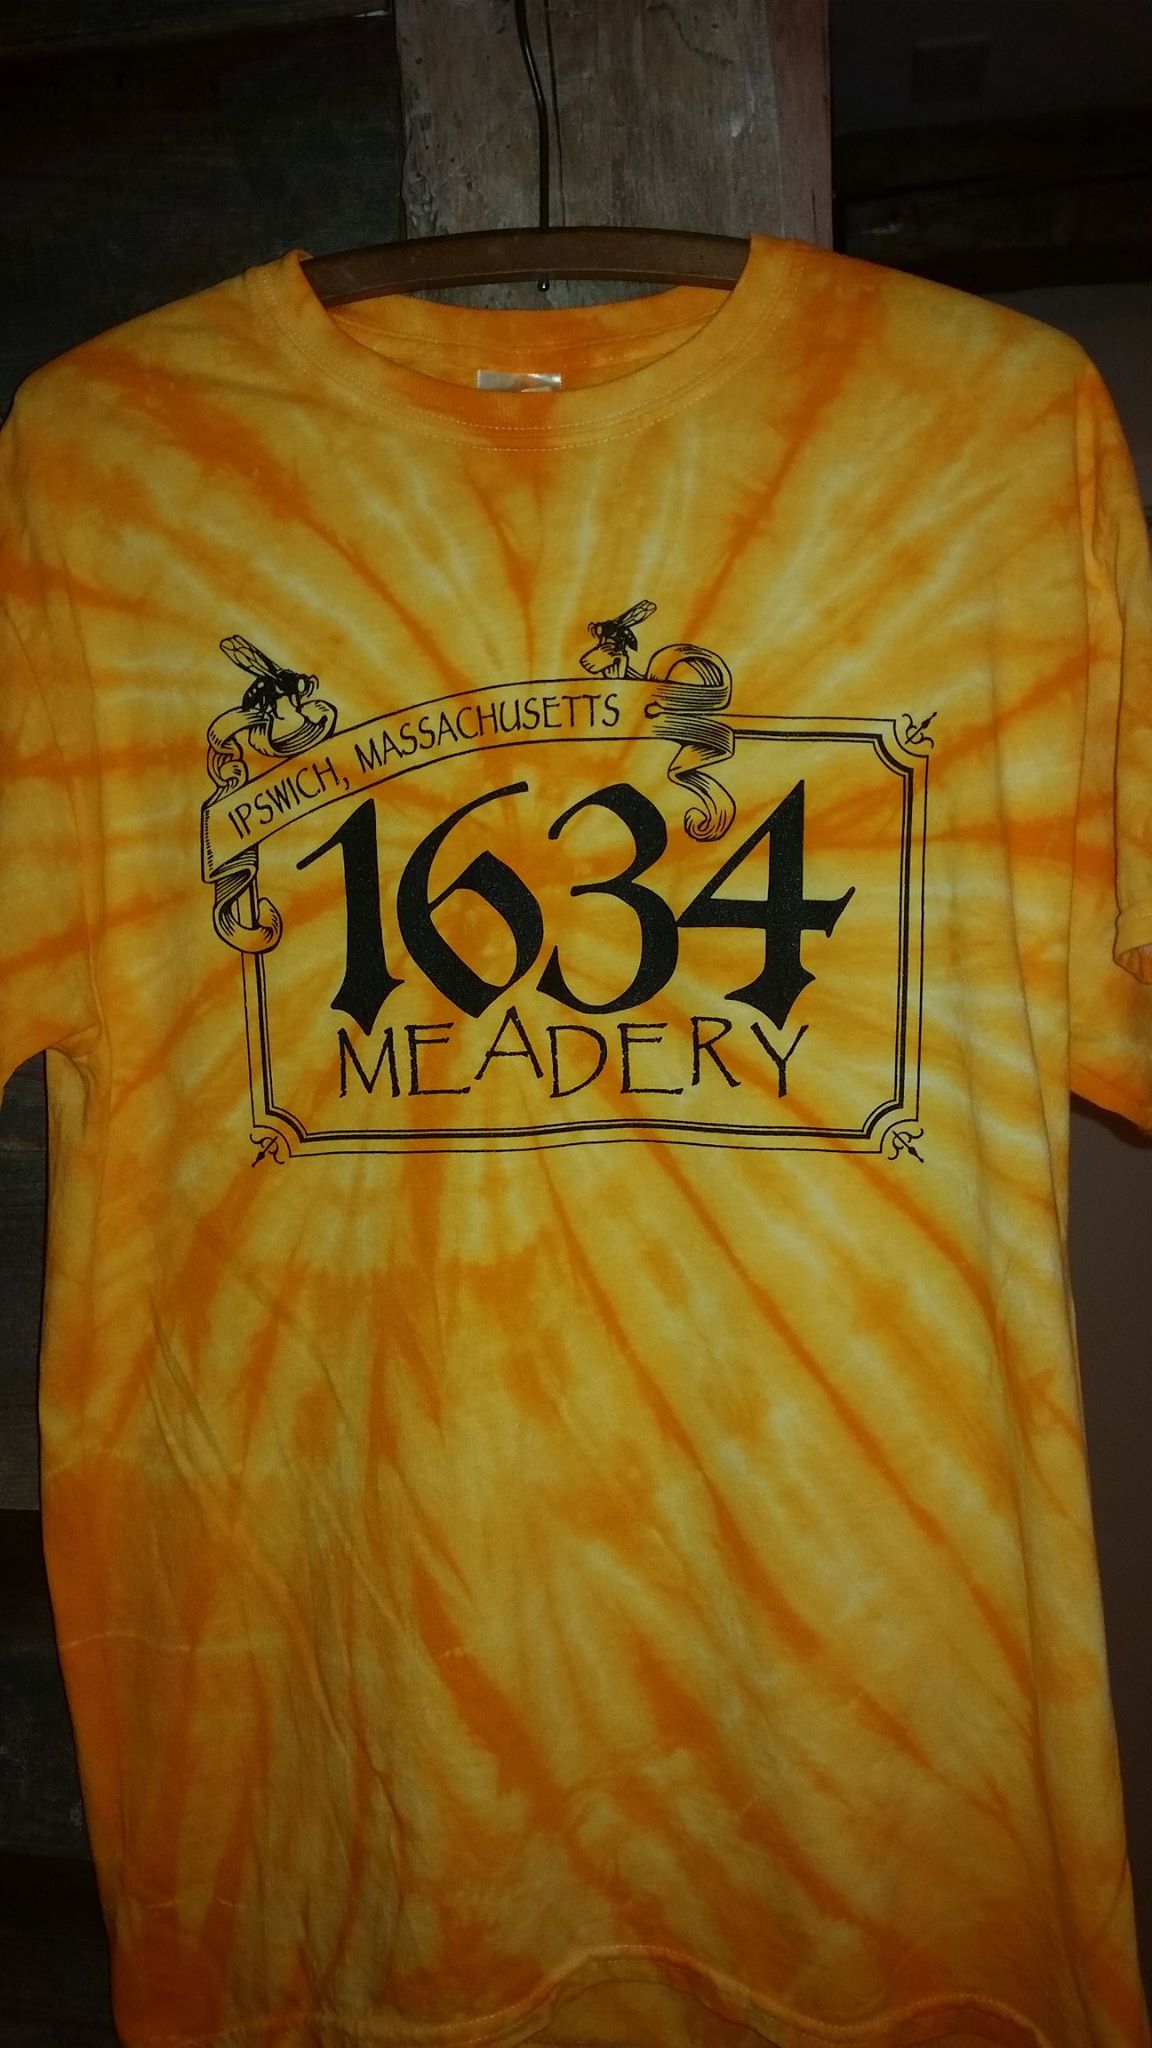 IPSWICH, MASSACHUSETTS
1634
MEADERY